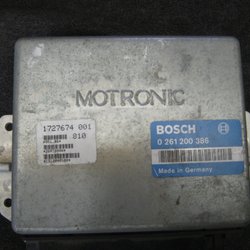 MOTRONIC
1727674 001
010
BOSCH
0 261 200 386
Made in Germany